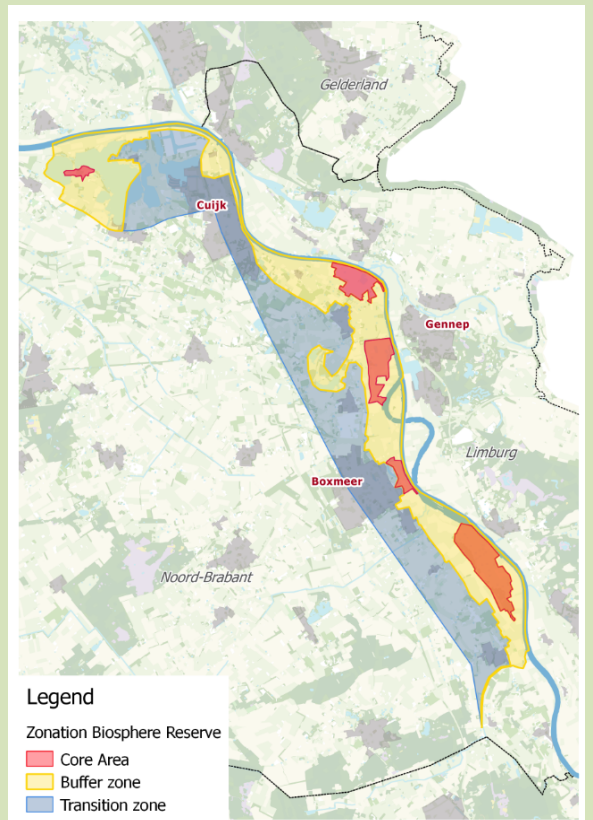 Gelderland
Cuijk
Gennep
Limburg
Boxmeer
Noord-Brabant
Legend
Zonation Biosphere Reserve
Core Area
Buffer zone
Transition zone